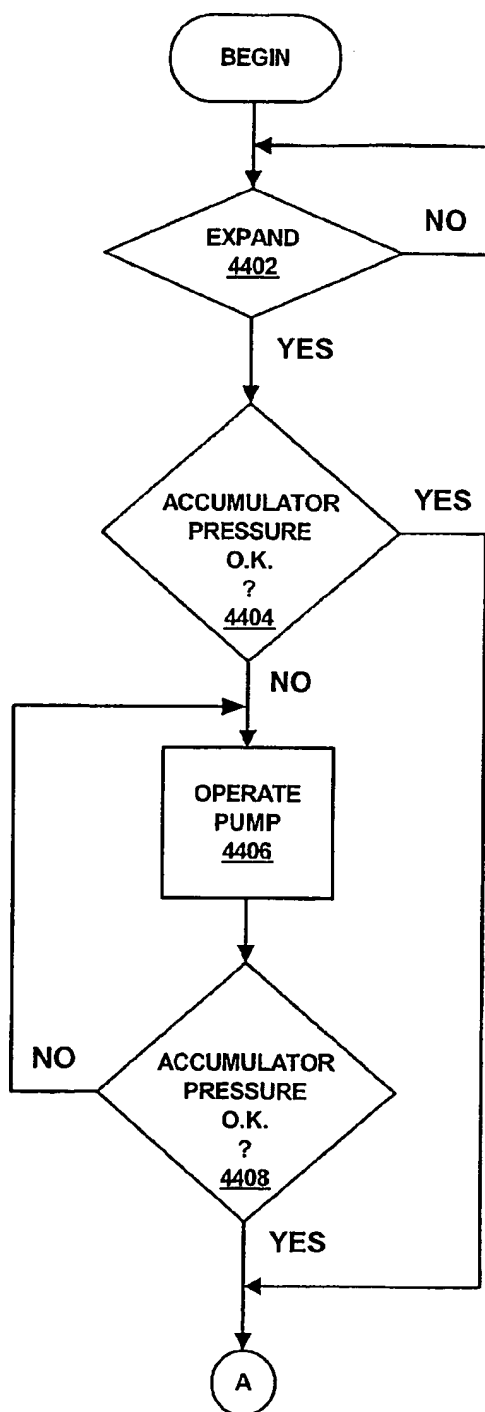 BEGIN
EXPAND
4402
NO
YES
ACCUMULATOR
PRESSURE
O.K.
?
4404
YES
NO
OPERATE
PUMP
4406
ACCUMULATOR
PRESSURE
O.K.
?
4408
NO
YES
A